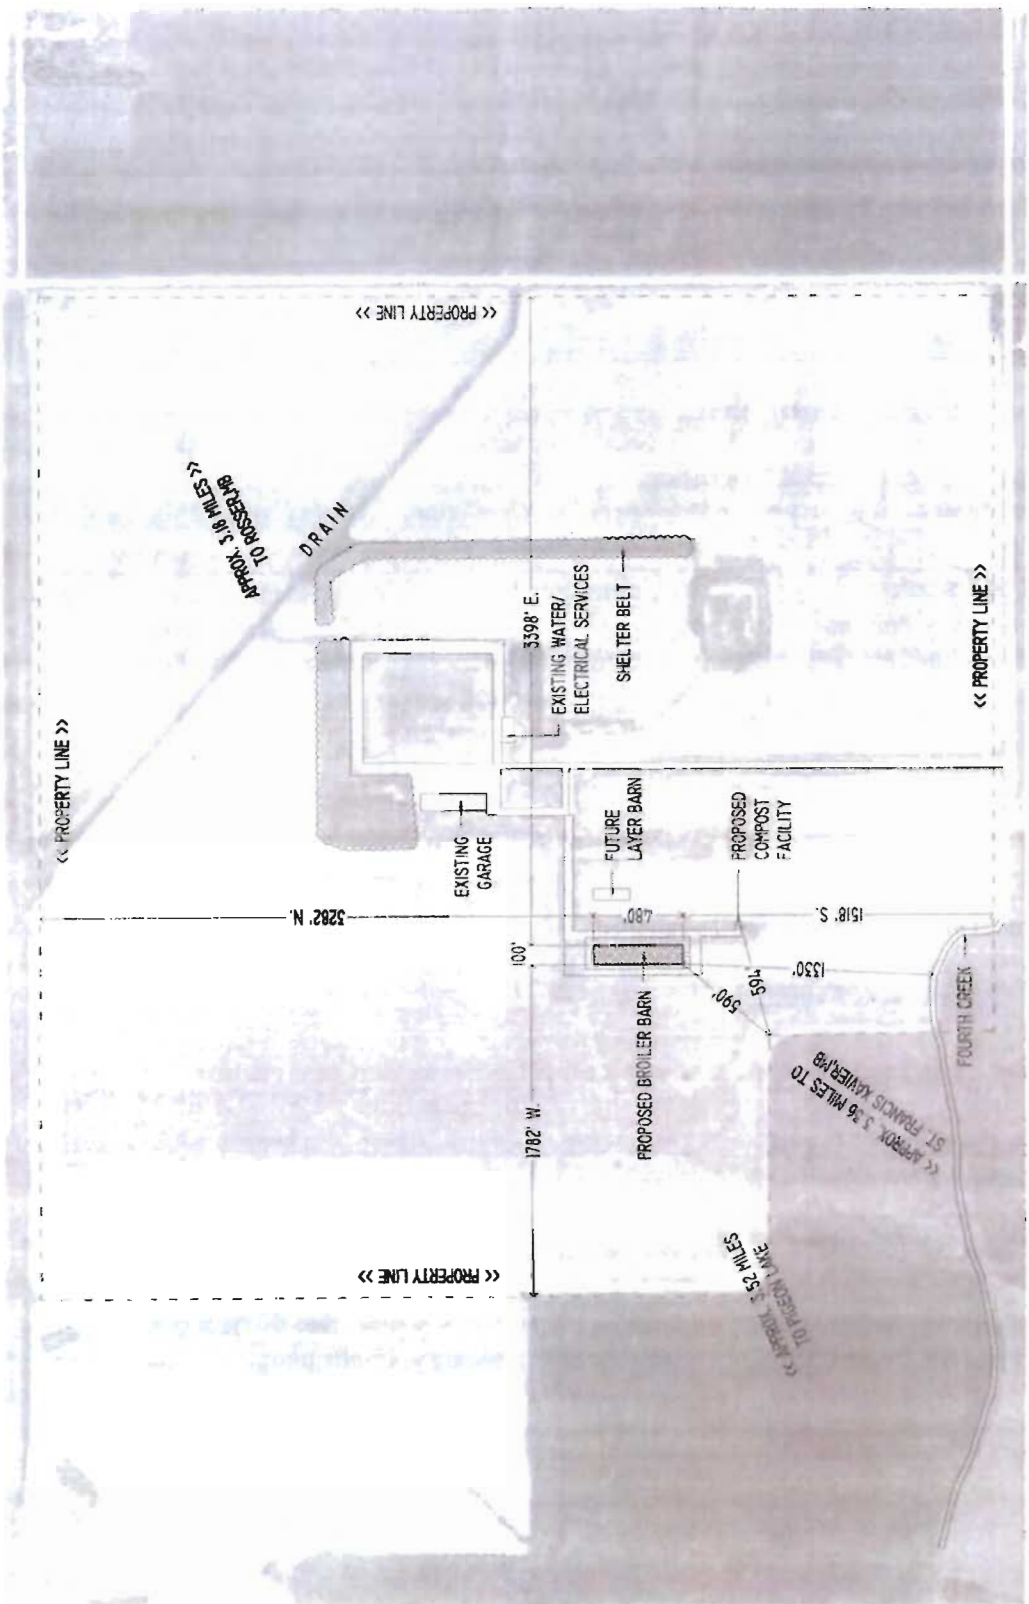 << PROPERTY LINE >>
APPROX. 3.18 MILES >>
TO ROSSER,MB
DRAIN
<< PROPERTY LINE >>
3282' N.
EXISTING
GARAGE
<< PROPERTY LINE >>
1782' W.
100'
3398' E.
EXISTING WATER/
ELECTRICAL SERVICES
<< PROPERTY LINE >>
FUTURE
LAYER BARN
SHELTER BELT
480'
PROPOSED BROILER BARN
590'
594
PROPOSED
COMPOST
FACILITY
<< APPROX. 3.52 MILES
TO PIGEON LAKE
<< APPROX. 3.36 MILES TO
ST. FRANCIS XAVIER,MB
1330'
1518' S.
FOURTH CREEK
<< PROPERTY LINE >>